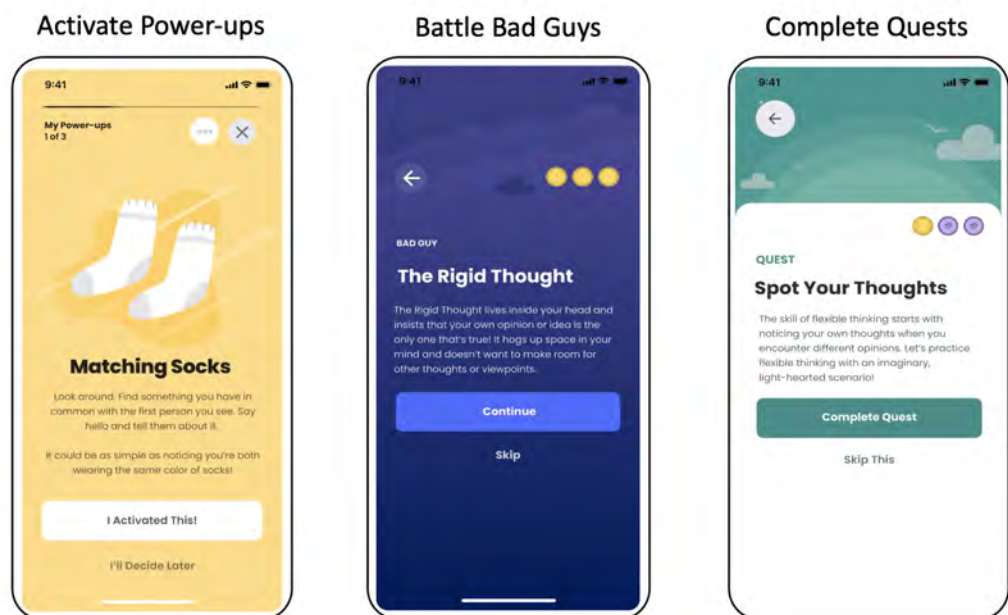 Activate Power-ups
Battle Bad Guys
Complete Quests
9:41
My Power-ups
1 of 3
Matching Socks
Look around. Find something you have in
common with the first person you see. Say
hello and tell them about it.
It could be as simple as noticing you're both
wearing the same color of socks!
I Activated This!
I'll Decide Later
9:41
BAD GUY
The Rigid Thought
The Rigid Thought lives inside your head and
insists that your own opinion or idea is the
only one that's true! It hogs up space in your
mind and doesn't want to make room for
other thoughts or viewpoints.
Continue
Skip
9:41
QUEST
Spot Your Thoughts
The skill of flexible thinking starts with
noticing your own thoughts when you
encounter different opinions. Let's practice
flexible thinking with an imaginary,
light-hearted scenario!
Complete Quest
Skip This